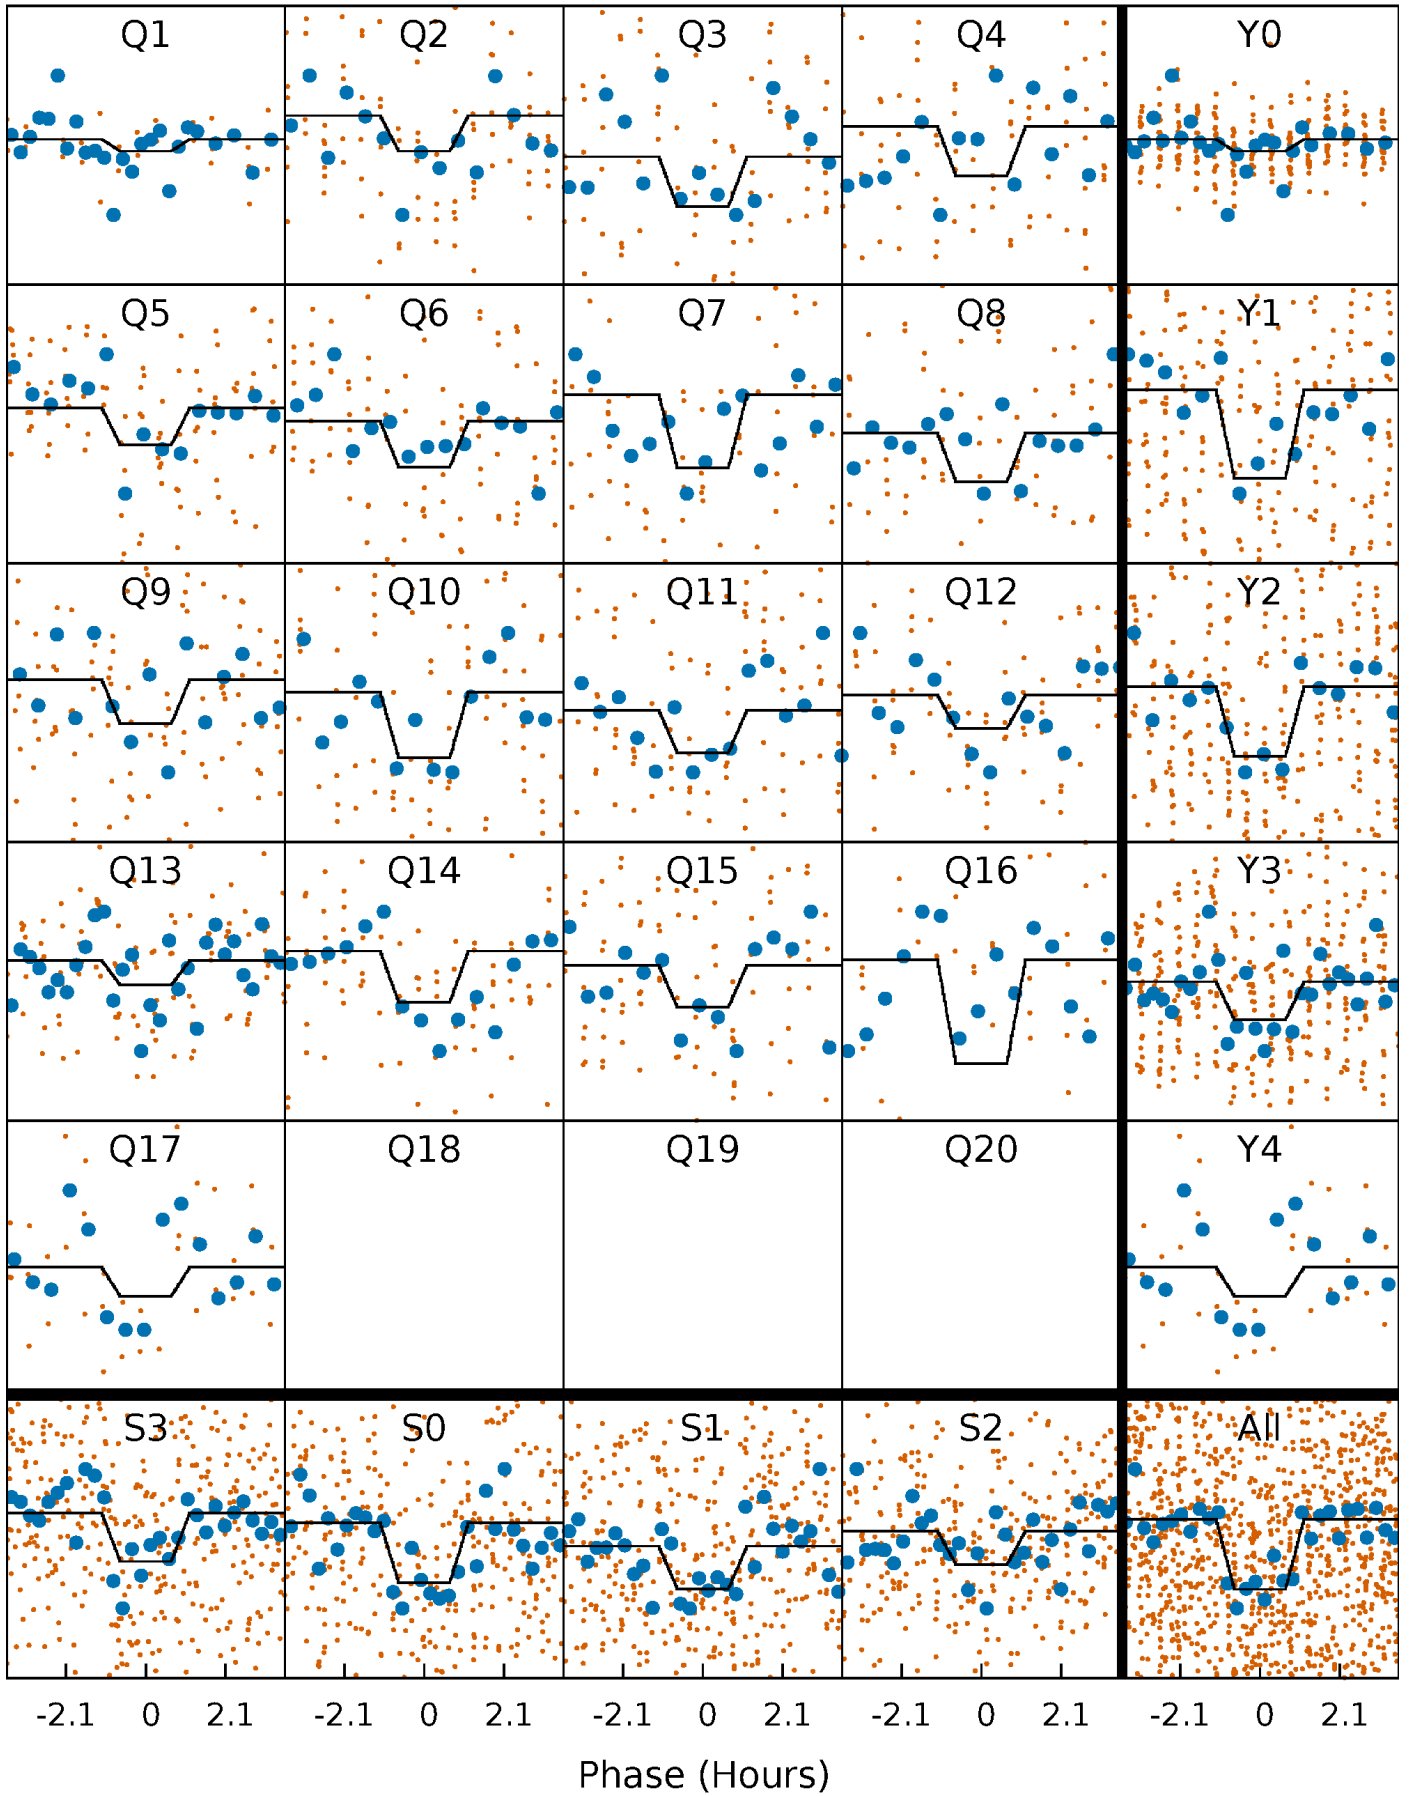 Q1 Q2 Q3 Q4 Y0
Q5 Q6 Q7 Q8 Y1
Q9 Q10 Q11 Q12 Y2
Q13 Q14 Q15 Q16 Y3
Q17 Q18 Q19 Q20 Y4
S3 S0 S1 S2 All
-2.1 0 2.1 -2.1 0 2.1 -2.1 0 2.1 -2.1 0 2.1 -2.1 0 2.1
Phase (Hours)